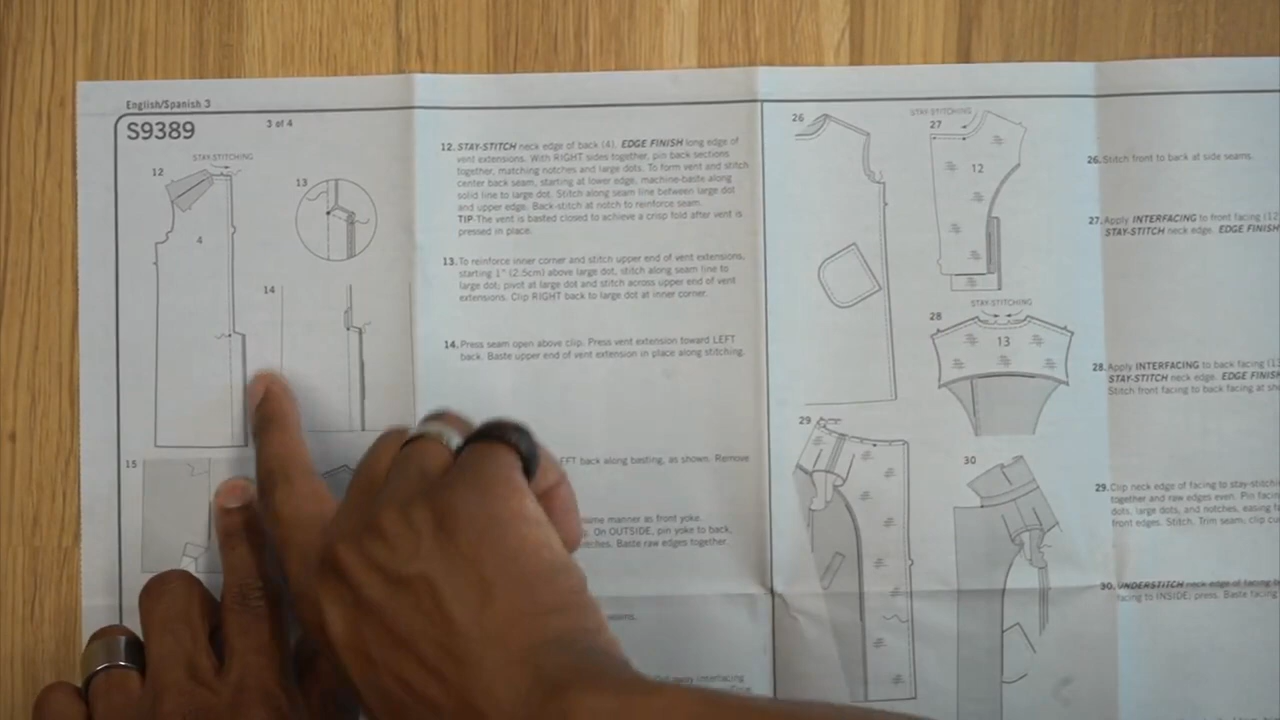 English/Spanish 3
S9389
3 of 4
STAY-STITCHING
12
13
4
14
15
12. STAY-STITCH neck edge of back (4). EDGE FINISH long edge of
vent extensions. With RIGHT sides together, pin back sections
together, matching notches and large dots. To form vent and stitch
center back seam, starting at lower edge, machine-baste along
solid line to large dot. Stitch along seam line between large dot
and upper edge. Back-stitch at notch to reinforce seam.
TIP-The vent is basted closed to achieve a crisp fold after vent is
pressed in place.
13. To reinforce inner corner and stitch upper end of vent extensions,
starting 1" (2.5cm) above large dot, stitch along seam line to
large dot; pivot at large dot and stitch across upper end of vent
extensions. Clip RIGHT back to large dot at inner corner.
14. Press seam open above clip. Press vent extension toward LEFT
back. Baste upper end of vent extension in place along stitching.
back along basting, as shown. Remove
manner as front yoke.
On OUTSIDE, pin yoke to back,
Baste raw edges together.
interfacing
26
STAY-STITCHING
27
12
STAY-STITCHING
28
13
29
30
26. Stitch front to back at side seams.
27. Apply INTERFACING to front facing (12
STAY-STITCH neck edge. EDGE FINISH
28. Apply INTERFACING to back facing (1
STAY-STITCH neck edge. EDGE FINISH
Stitch front facing to back facing at
29. Clip neck edge of facing to
together and raw edges even. Pin
dots, large dots, and notches, easing
front edges. Stitch. Trim seam, clip
30. UNDERSTITCH neck edge of facing
facing to INSIDE; press. Baste facing